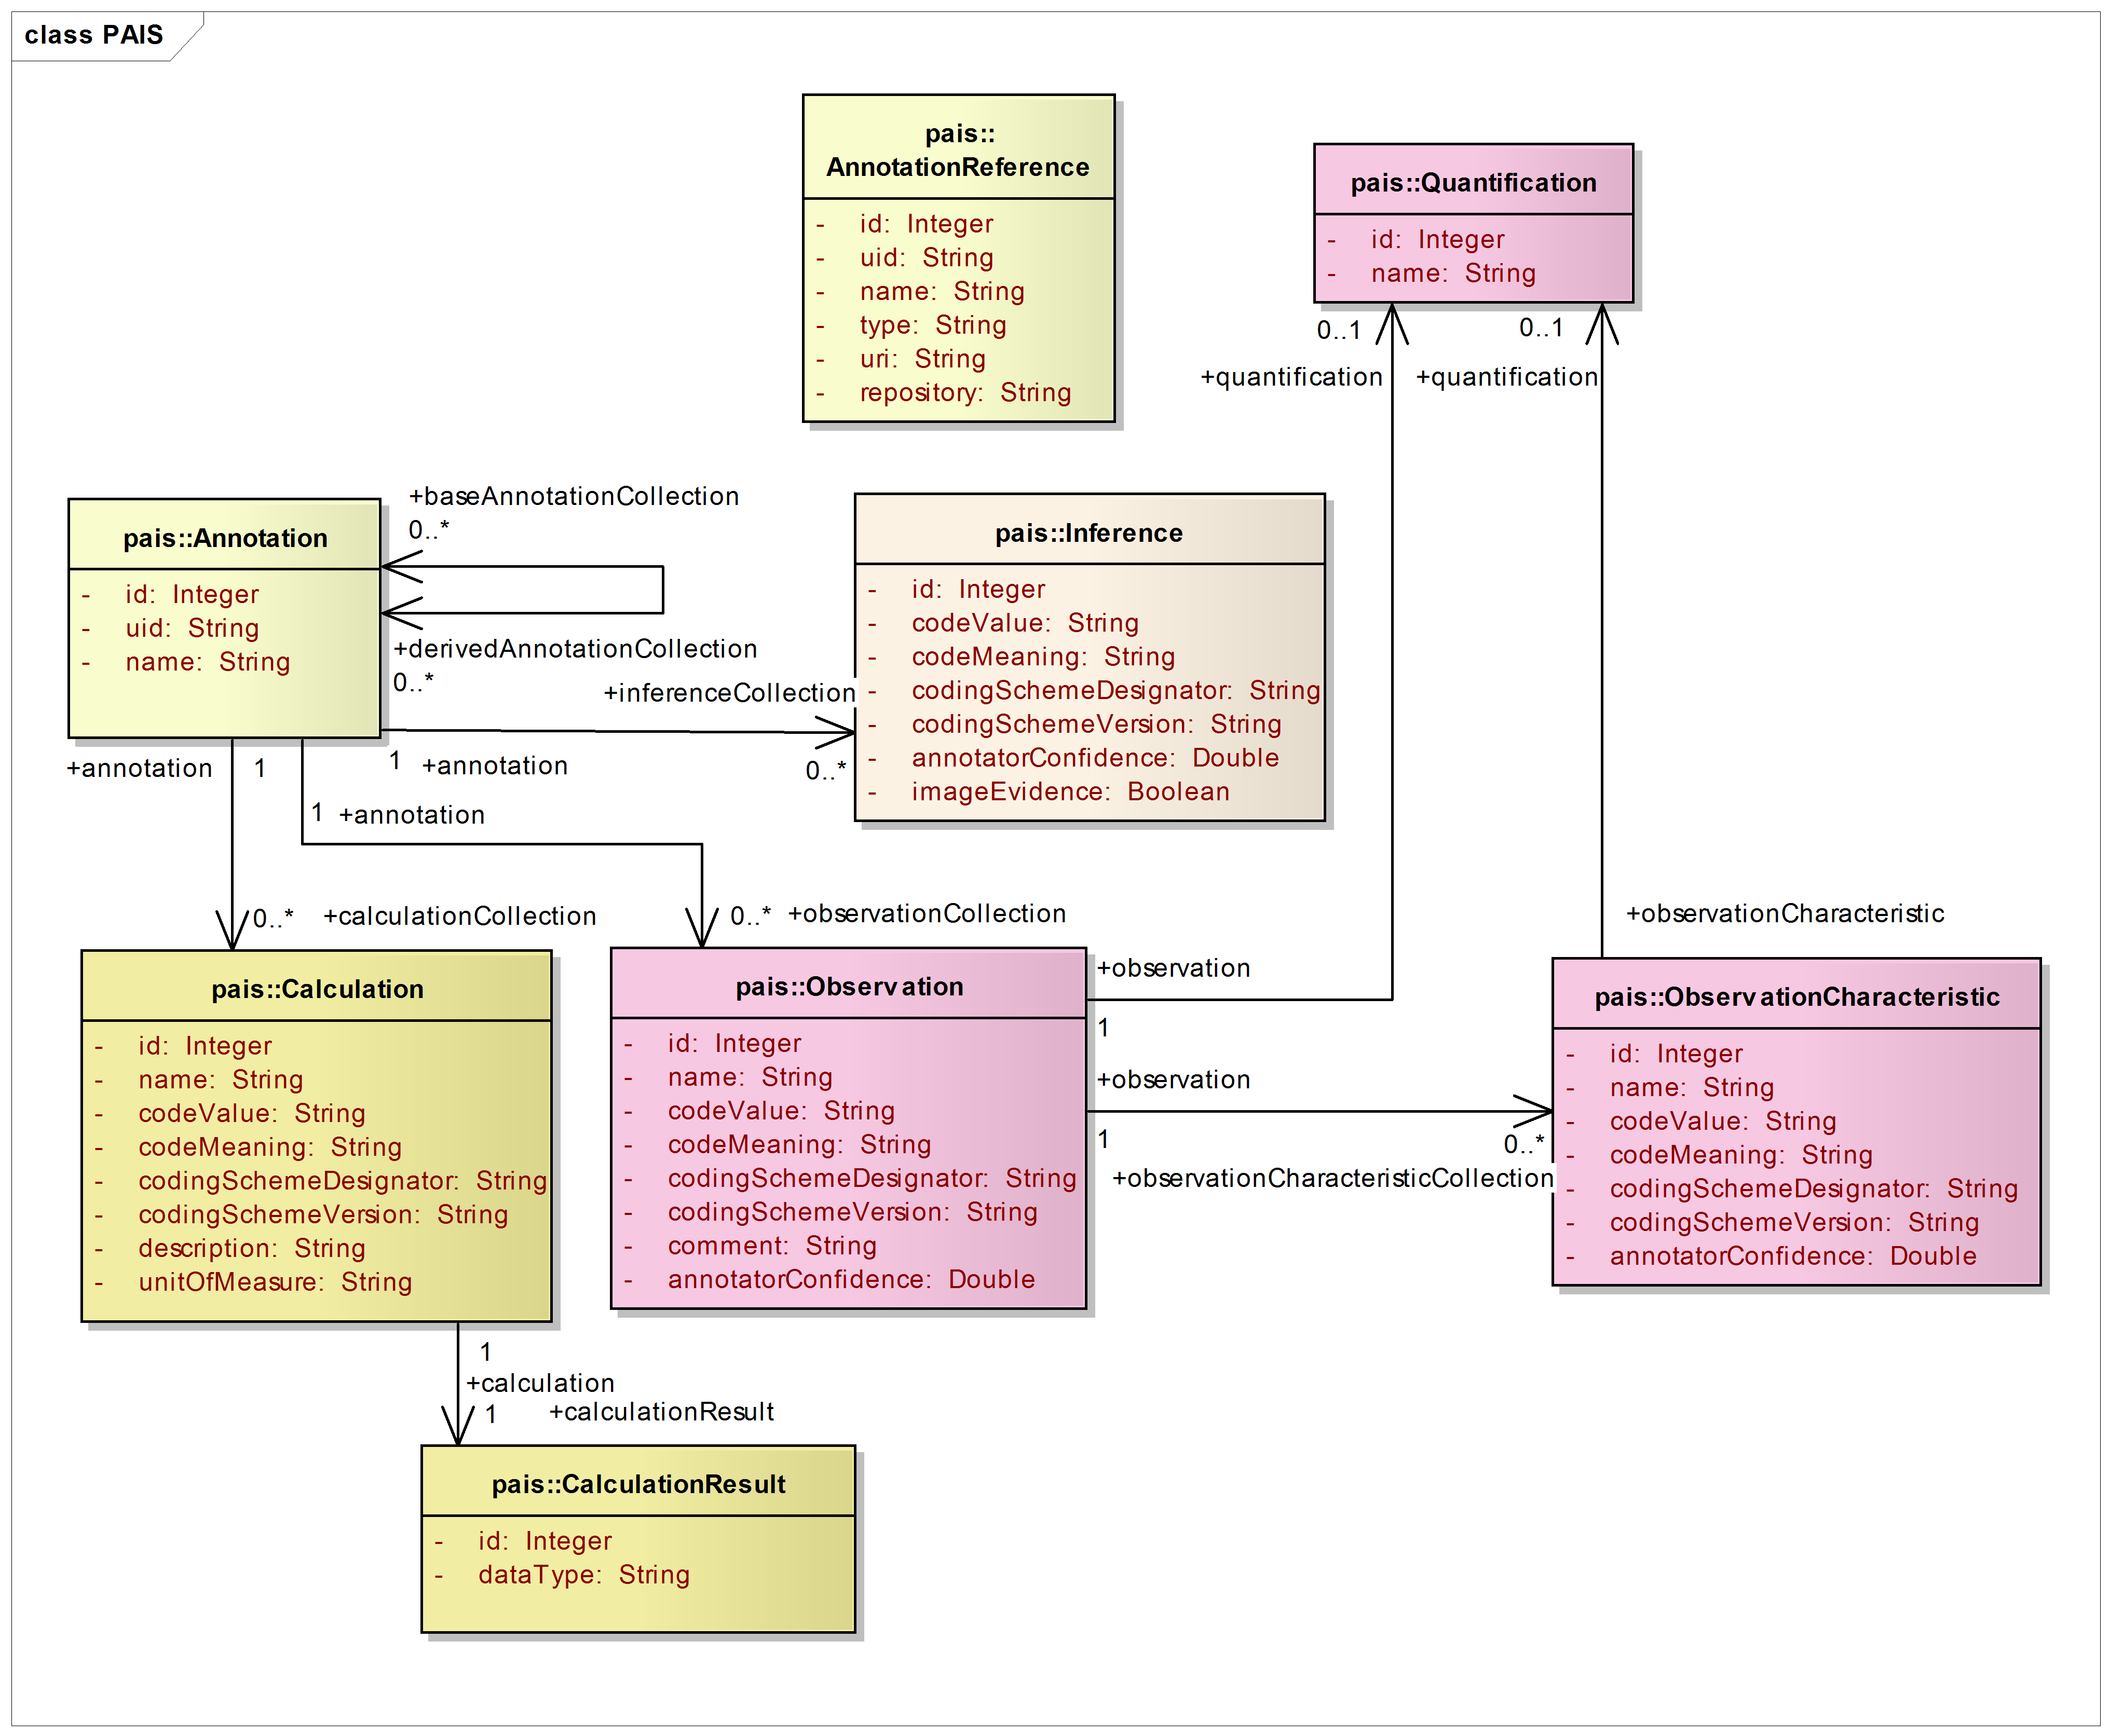 class PAIS
pais::
AnnotationReference
- id: Integer
- uid: String
- name: String
- type: String
- uri: String
- repository: String
pais::Quantification
- id: Integer
- name: String
0..1
0..1
+quantification
+quantification
pais::Annotation
- id: Integer
- uid: String
- name: String
+baseAnnotationCollection
0..*
+derivedAnnotationCollection
0..*
+inferenceCollection
1 +annotation
0..*
pais::Inference
- id: Integer
- codeValue: String
- codeMeaning: String
- codingSchemeDesignator: String
- codingSchemeVersion: String
- annotatorConfidence: Double
- imageEvidence: Boolean
+annotation 1
1 +annotation
0..* +calculationCollection
0..* +observationCollection
pais::Calculation
- id: Integer
- name: String
- codeValue: String
- codeMeaning: String
- codingSchemeDesignator: String
- codingSchemeVersion: String
- description: String
- unitOfMeasure: String
pais::Observation
- id: Integer
- name: String
- codeValue: String
- codeMeaning: String
- codingSchemeDesignator: String
- codingSchemeVersion: String
- comment: String
- annotatorConfidence: Double
+observation
1
+observation
1
0..*
+observationCharacteristicCollection
+observationCharacteristic
pais::ObservationCharacteristic
- id: Integer
- name: String
- codeValue: String
- codeMeaning: String
- codingSchemeDesignator: String
- codingSchemeVersion: String
- annotatorConfidence: Double
1
+calculation
1 +calculationResult
pais::CalculationResult
- id: Integer
- dataType: String